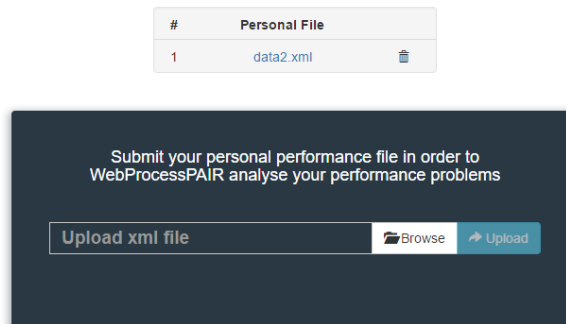 # Personal File
1 data2.xml
Submit your personal performance file in order to
WebProcessPAIR analyse your performance problems
Upload xml file Browse Upload